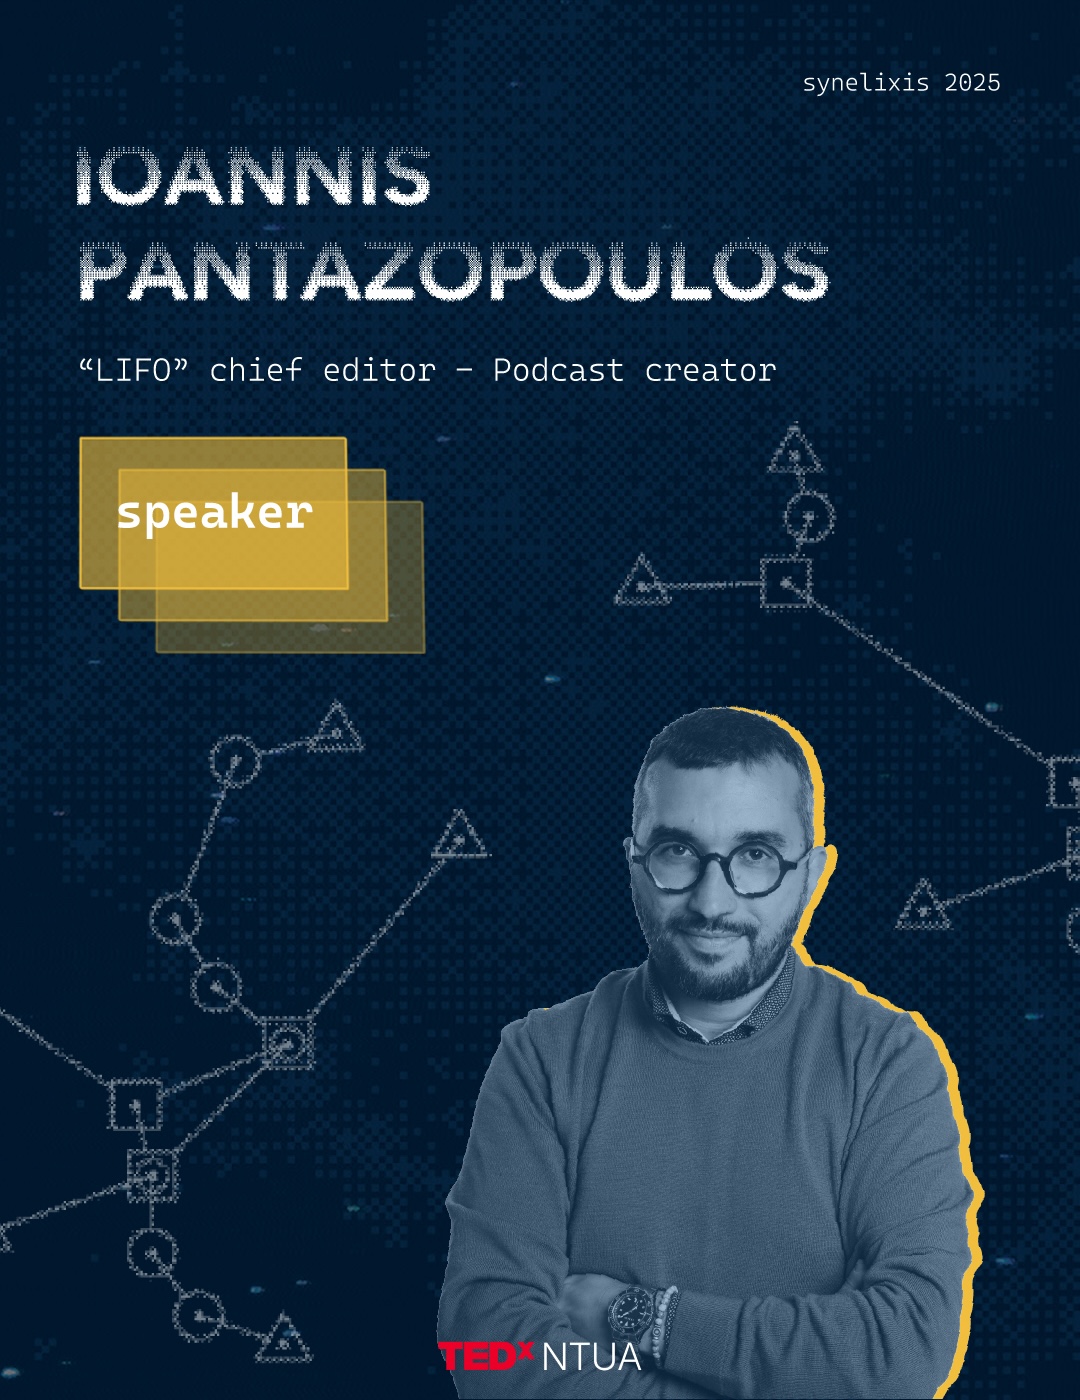 synelixis 2025
IOANNIS
PANTAZOPOULOS
“LIFO” chief editor – Podcast creator
speaker
TEDx NTUA